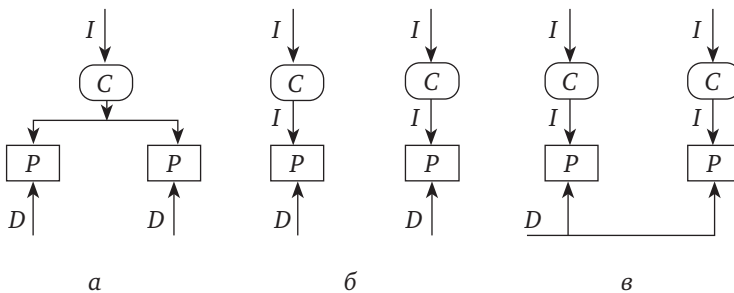 I I I I I
C C C C C
I I I I
P P P P P P
D D D D D
а б в